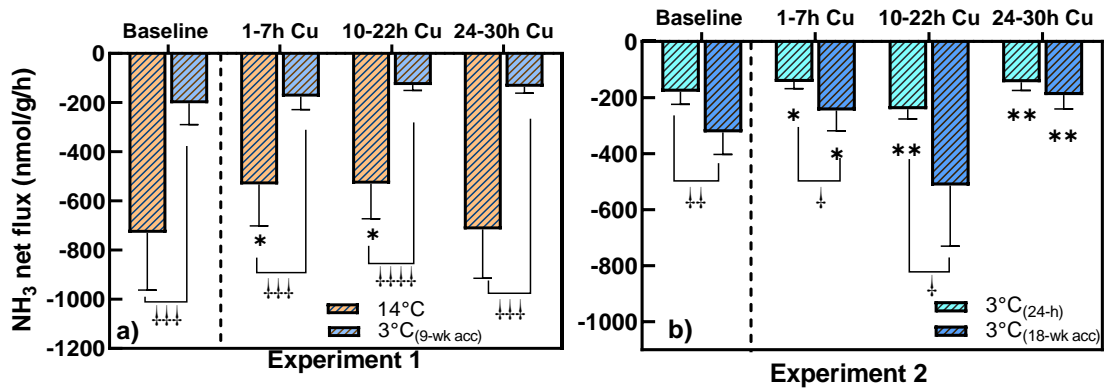 Baseline 1-7h Cu 10-22h Cu 24-30h Cu
NH3 net flux (nmol/g/h)
0
-200
-400
-600
-800
-1000
-1200
* *
‡‡‡ ‡‡‡ ‡‡‡‡ ‡‡‡
14°C
3°C(9-wk acc)
a)
Experiment 1
Baseline 1-7h Cu 10-22h Cu 24-30h Cu
0
-200
-400
-600
-800
-1000
* * ** ** **
‡‡ ‡ ‡
3°C(24-h)
3°C(18-wk acc)
b)
Experiment 2